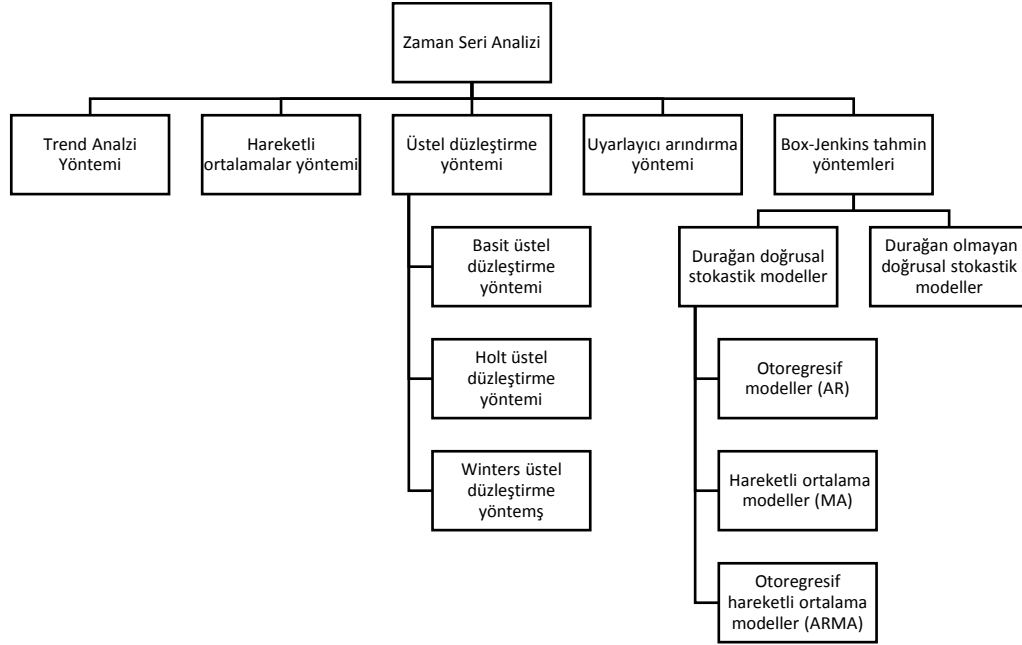 Zaman Seri Analizi
Trend Analzi
Yöntemi
Hareketli
ortalamalar yöntemi
Üstel düzleştirme
yöntemi
Uyarlayıcı arındırma
yöntemi
Box-Jenkins tahmin
yöntemleri
Basit üstel
düzleştirme
yöntemi
Holt üstel
düzleştirme
yöntemi
Winters üstel
düzleştirme
yöntemş
Durağan doğrusal
stokastik modeller
Durağan olmayan
doğrusal stokastik
modeller
Otoregresif
modeller (AR)
Hareketli ortalama
modeller (MA)
Otoregresif
hareketli ortalama
modeller (ARMA)